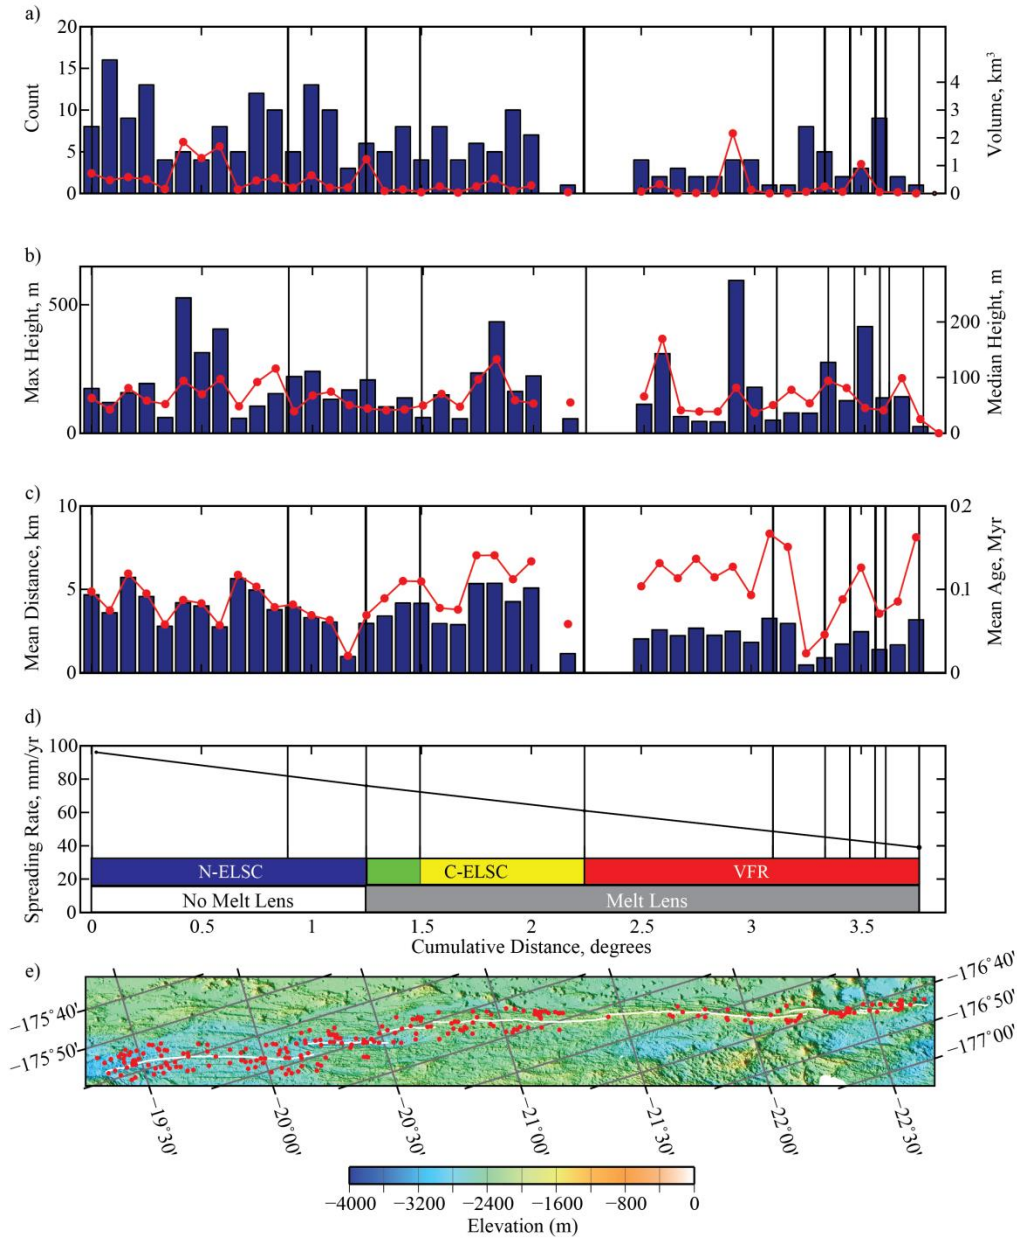 a)
20
15
10
5
0
Count
4
3
2
1
0
Volume, km³
b)
500
0
Max Height, m
200
100
0
Median Height, m
c)
10
5
0
Mean Distance, km
0.2
0.1
0
Mean Age, Myr
d)
100
80
60
40
20
0
Spreading Rate, mm/yr
N-ELSC C-ELSC VFR
No Melt Lens Melt Lens
0 0.5 1 1.5 2 2.5 3 3.5
Cumulative Distance, degrees
e)
−175°40'
−175°50'
−176°40'
−176°50'
−177°00'
−19°30' −20°00' −20°30' −21°00' −21°30' −22°00' −22°30'
−4000 −3200 −2400 −1600 −800 0
Elevation (m)